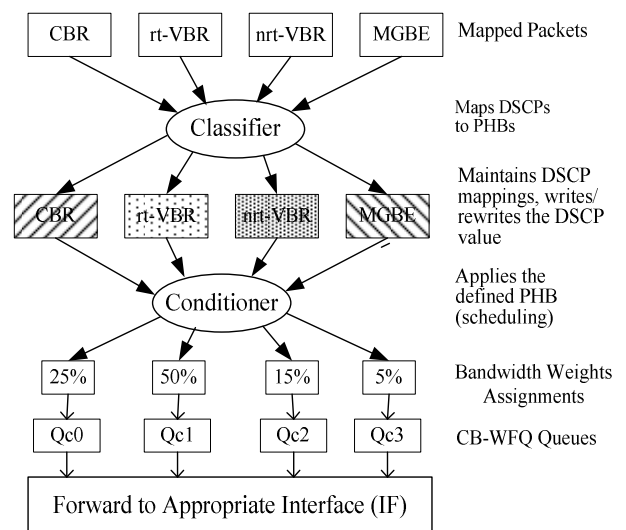 CBR rt-VBR nrt-VBR MGBE Mapped Packets
Classifier
Maps DSCPs
to PHBs
CBR rt-VBR nrt-VBR MGBE
Maintains DSCP
mappings, writes/
rewrites the DSCP
value
Conditioner
Applies the
defined PHB
(scheduling)
25% 50% 15% 5%
Bandwidth Weights
Assignments
Qc0 Qc1 Qc2 Qc3 CB-WFQ Queues
Forward to Appropriate Interface (IF)